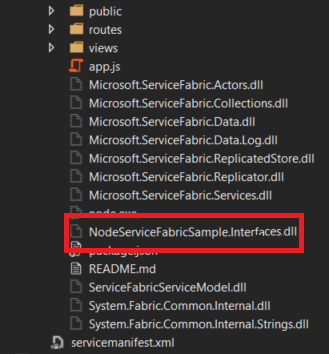 public
routes
views
app.js
Microsoft.ServiceFabric.Actors.dll
Microsoft.ServiceFabric.Collections.dll
Microsoft.ServiceFabric.Data.dll
Microsoft.ServiceFabric.Data.Log.dll
Microsoft.ServiceFabric.ReplicatedStore.dll
Microsoft.ServiceFabric.Replicator.dll
Microsoft.ServiceFabric.Services.dll
node.exe
NodeServiceFabricSample.Interfaces.dll
package.json
README.md
ServiceFabricServiceModel.dll
System.Fabric.Common.Internal.dll
System.Fabric.Common.Internal.Strings.dll
servicemanifest.xml